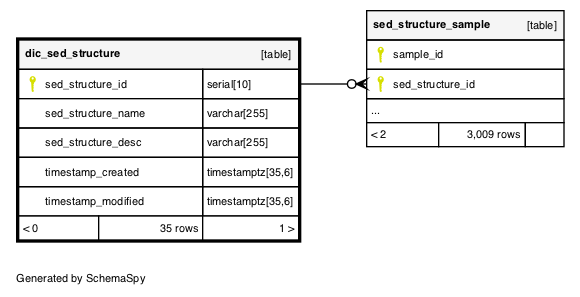 dic_sed_structure [table]
sed_structure_id serial[10]
sed_structure_name varchar[255]
sed_structure_desc varchar[255]
timestamp_created timestamptz[35,6]
timestamp_modified timestamptz[35,6]
< 0 35 rows 1 >
sed_structure_sample [table]
sample_id
sed_structure_id
...
< 2 3,009 rows
Generated by SchemaSpy